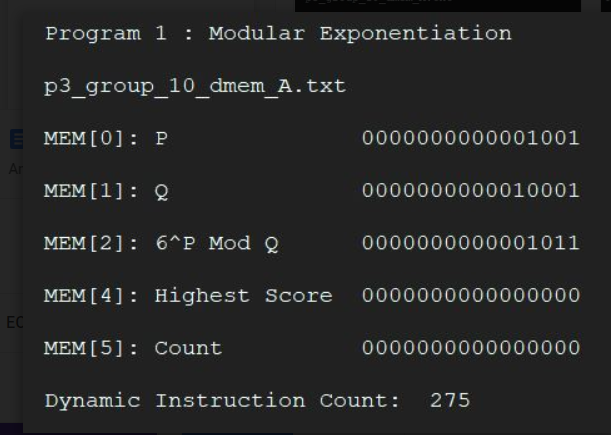 Program 1 : Modular Exponentiation
p3_group_10_dmem_A.txt
MEM[0]: P 0000000000001001
MEM[1]: Q 0000000000010001
MEM[2]: 6^P Mod Q 0000000000001011
MEM[4]: Highest Score 0000000000000000
MEM[5]: Count 0000000000000000
Dynamic Instruction Count: 275